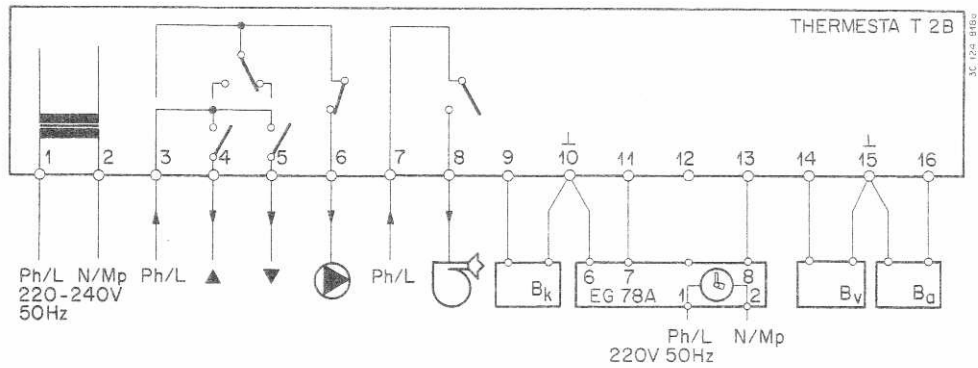 THERMESTA T 2B
1 2 3 4 5 6 7 8 9 10 11 12 13 14 15 16
Ph/L N/Mp Ph/L Ph/L
220-240V
50Hz
Bk
6 7 8
EG 78A 1 2
Bv Ba
Ph/L N/Mp
220V 50Hz